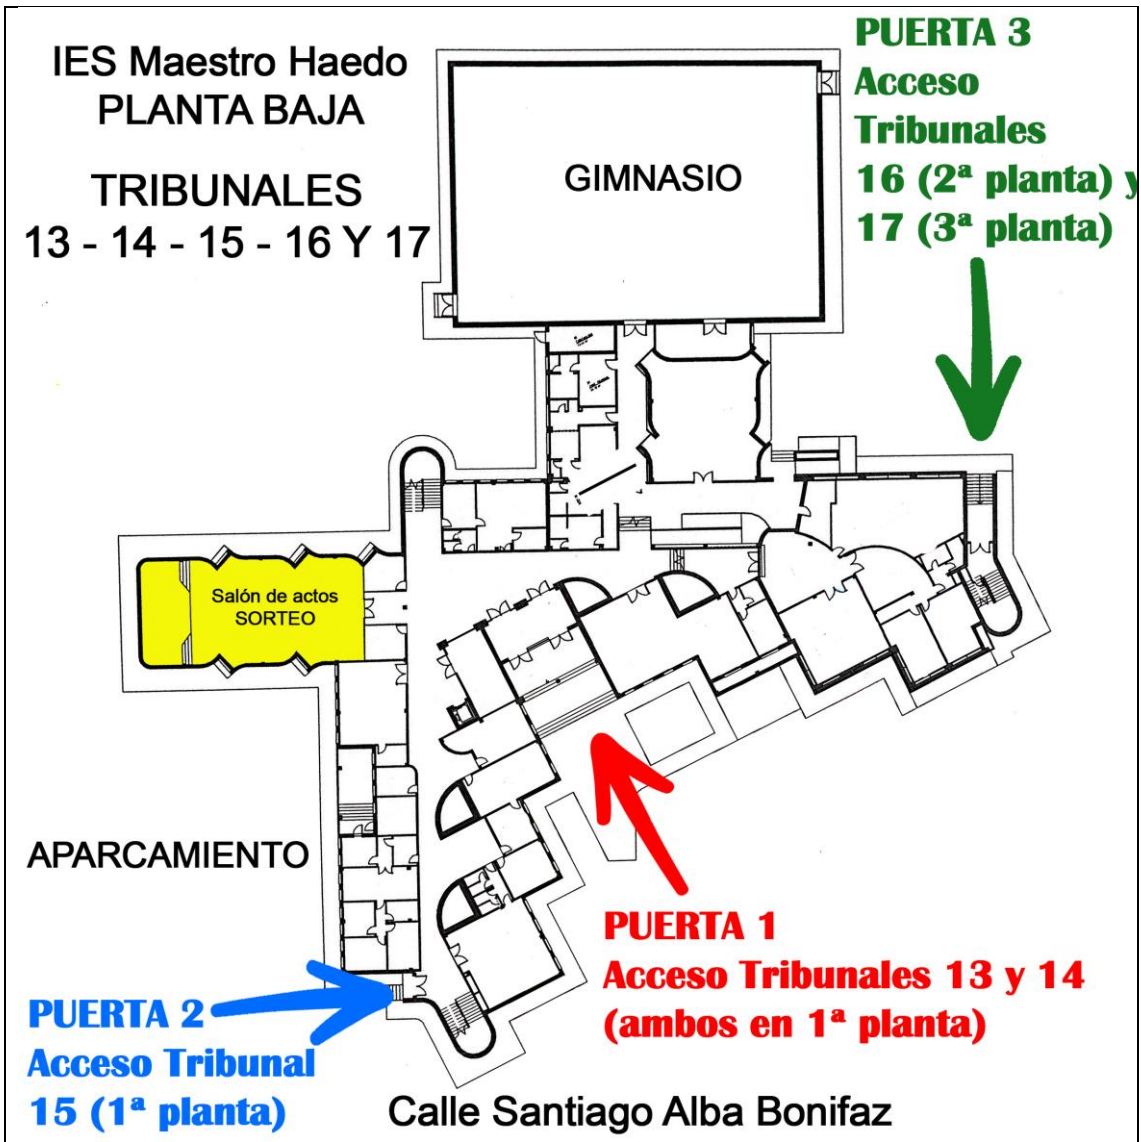 IES Maestro Haedo
PLANTA BAJA
TRIBUNALES
13 - 14 - 15 - 16 Y 17
GIMNASIO
PUERTA 3
Acceso
Tribunales
16 (2ª planta) y
17 (3ª planta)
Salón de actos
SORTEO
APARCAMIENTO
PUERTA 1
Acceso Tribunales 13 y 14
(ambos en 1ª planta)
PUERTA 2
Acceso Tribunal
15 (1ª planta)
Calle Santiago Alba Bonifaz